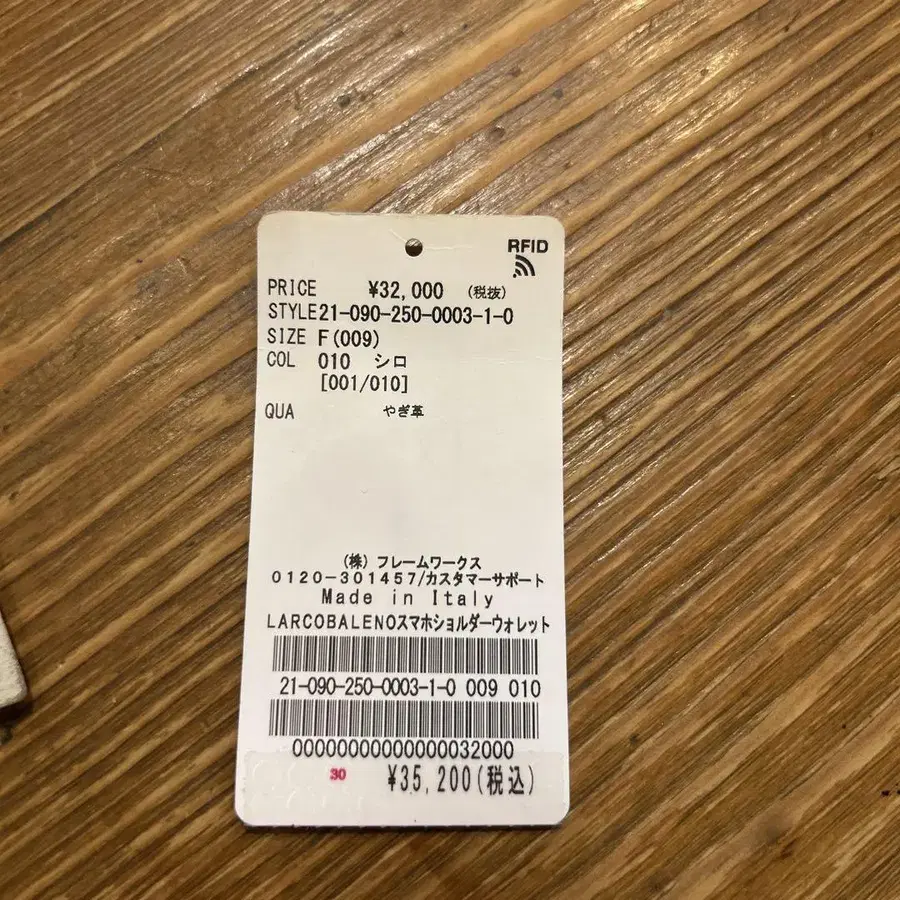 RFID
PRICE ¥32,000 (税抜)
STYLE21-090-250-0003-1-0
SIZE F(009)
COL 010 シロ
[001/010]
QUA やぎ革
(株) フレームワークス
0120-301457/カスタマーサポート
Made in Italy
LARCOBALENOスマホショルダーウォレット
21-090-250-0003-1-0 009 010
00000000000000032000
30 ¥35,200(税込)